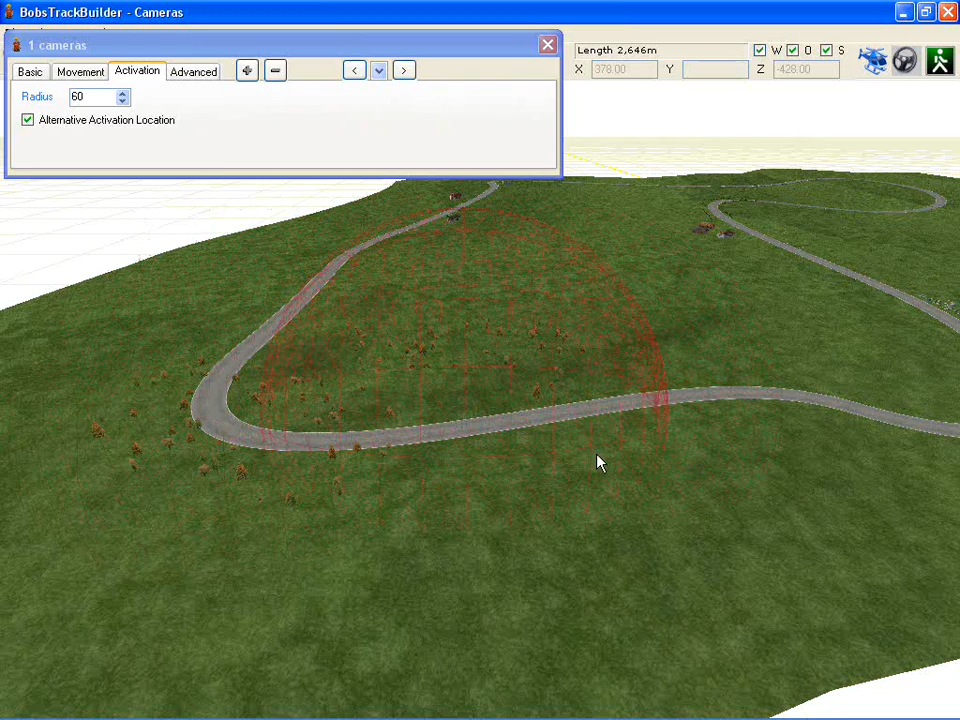 BobsTrackBuilder - Cameras
1 cameras
Basic Movement Activation Advanced
Radius 60
Alternative Activation Location
Length 2,646m W O S
X 378.00 Y Z -428.00